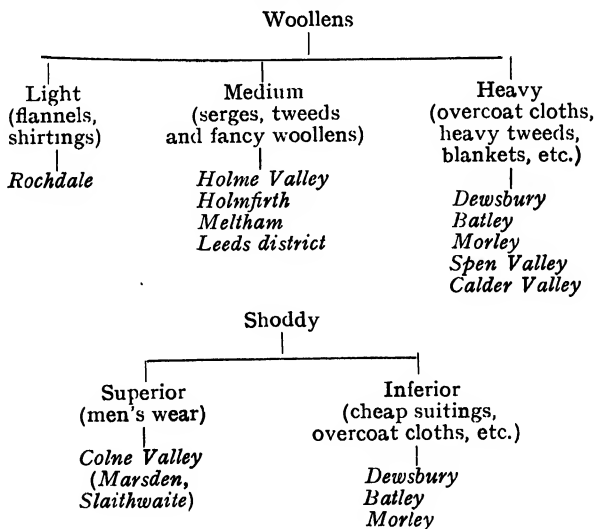 Woollens
Light
(flannels,
shirtings)
Rochdale
Medium
(serges, tweeds
and fancy woollens)
Holme Valley
Holmfirth
Meltham
Leeds district
Heavy
(overcoat cloths,
heavy tweeds,
blankets, etc.)
Dewsbury
Batley
Morley
Spen Valley
Calder Valley
Shoddy
Superior
(men's wear)
Colne Valley
(Marsden,
Slaithwaite)
Inferior
(cheap suitings,
overcoat cloths, etc.)
Dewsbury
Batley
Morley